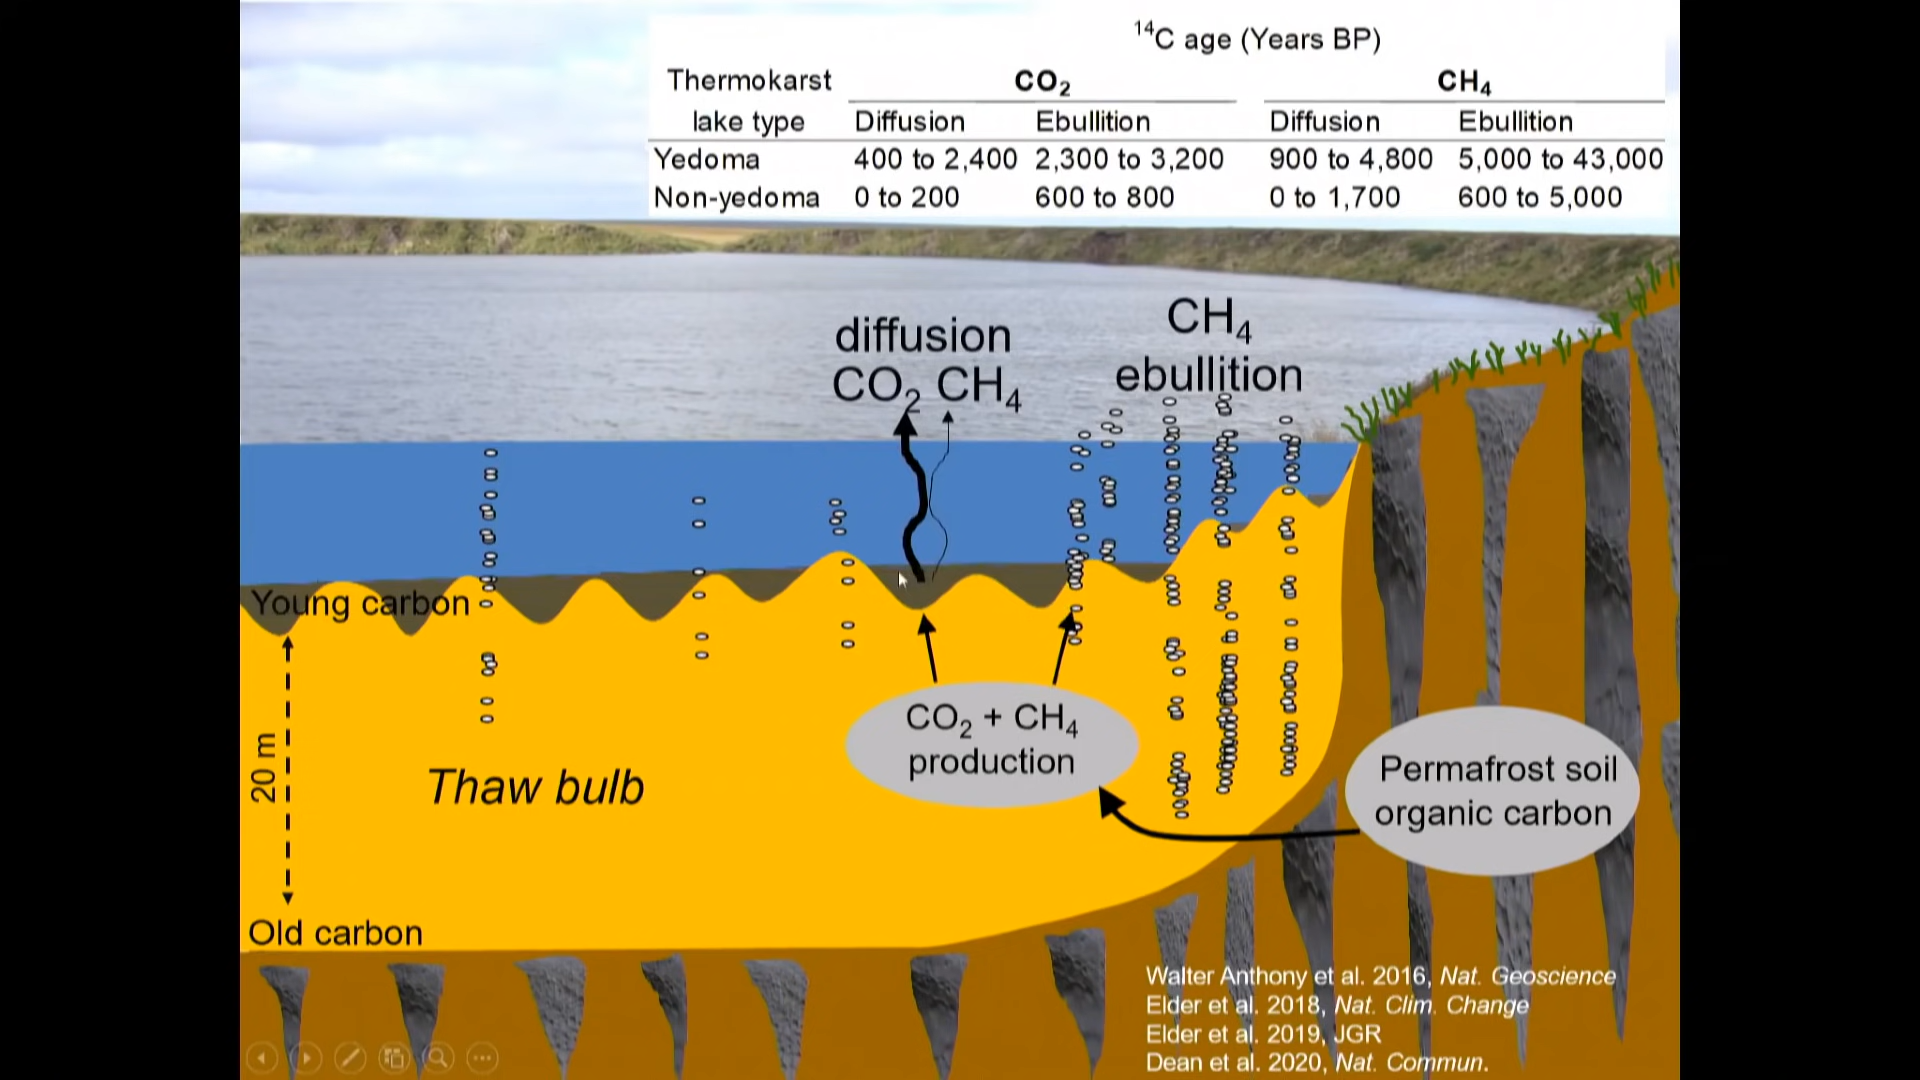 ¹⁴C age (Years BP)
Thermokarst CO₂ CH₄
lake type Diffusion Ebullition Diffusion Ebullition
Yedoma 400 to 2,400 2,300 to 3,200 900 to 4,800 5,000 to 43,000
Non-yedoma 0 to 200 600 to 800 0 to 1,700 600 to 5,000
diffusion
CO₂ CH₄
CH₄
ebullition
Young carbon
20 m
Thaw bulb
CO₂ + CH₄
production
Permafrost soil
organic carbon
Old carbon
Walter Anthony et al. 2016, Nat. Geoscience
Elder et al. 2018, Nat. Clim. Change
Elder et al. 2019, JGR
Dean et al. 2020, Nat. Commun.